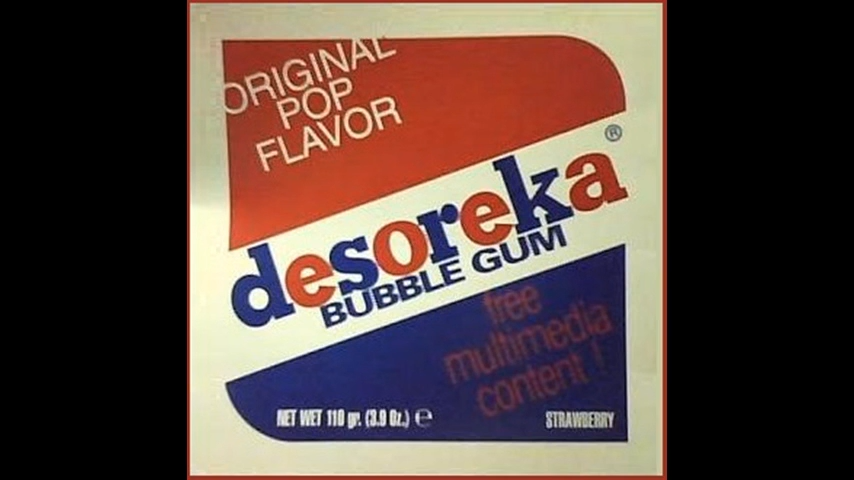 ORIGINAL
POP
FLAVOR
desoreka®
BUBBLE GUM
free
multimedia
content !
NET WET 110 gr. (3.9 Oz.) ℮
STRAWBERRY